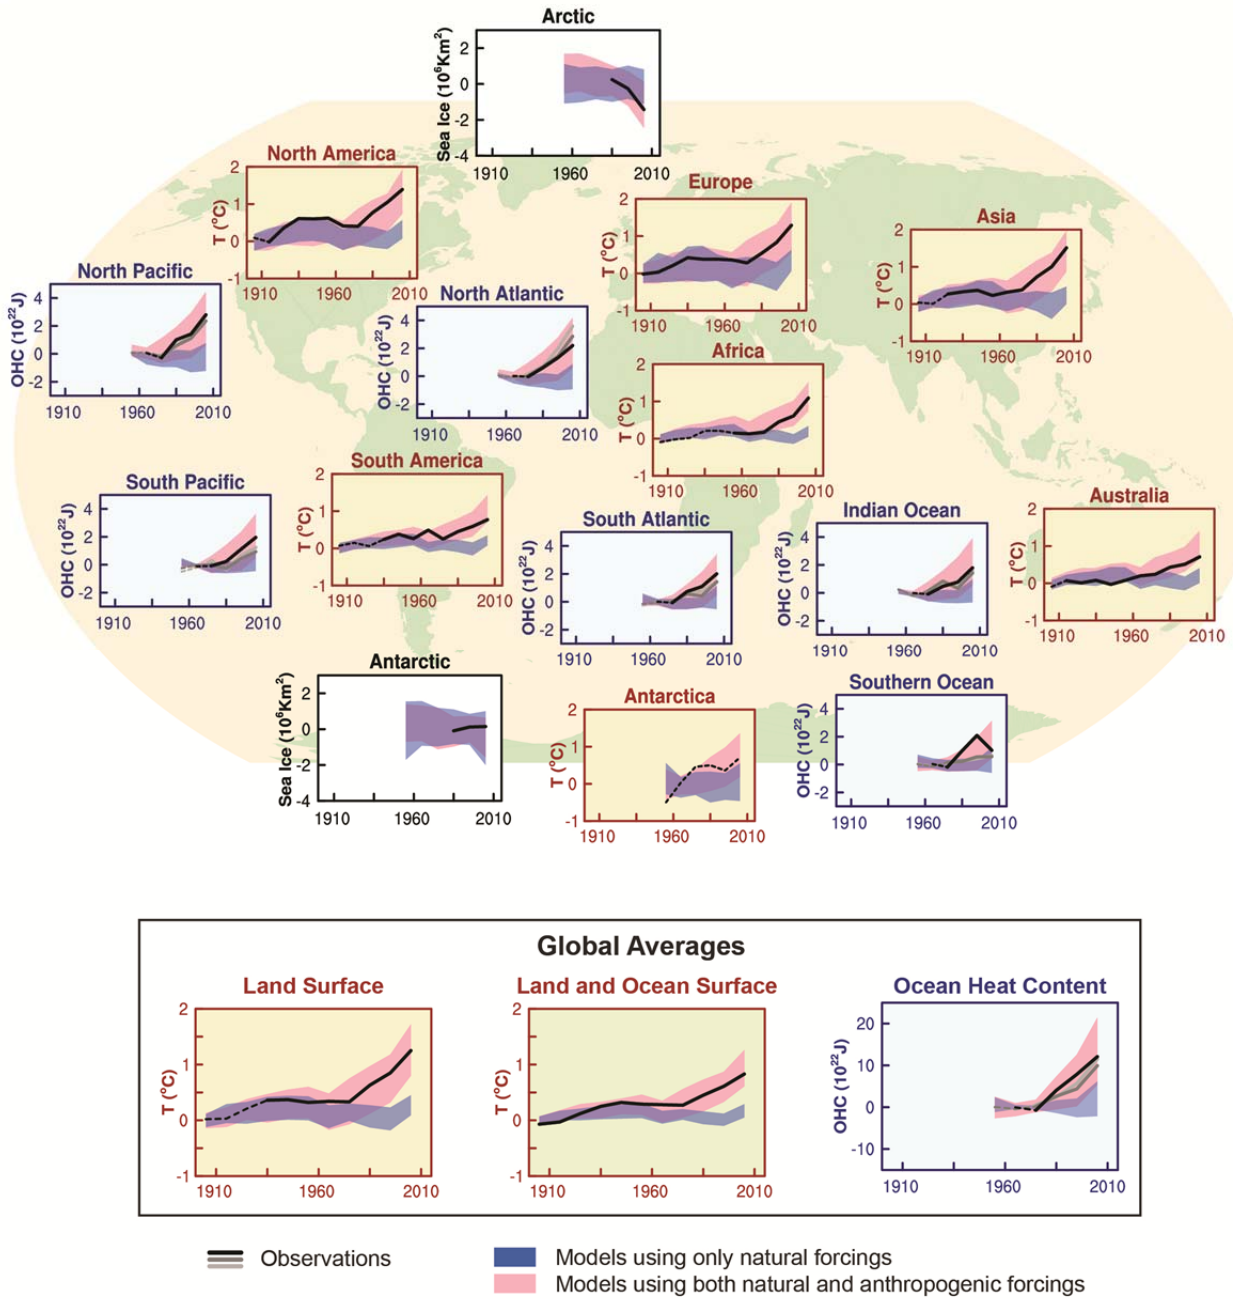 Arctic
Sea Ice (10⁶Km²)
2
0
-2
-4
1910 1960 2010
North America
T (°C)
2
1
0
-1
1910 1960 2010
Europe
T (°C)
2
1
0
-1
1910 1960 2010
Asia
T (°C)
2
1
0
-1
1910 1960 2010
North Pacific
OHC (10²²J)
4
2
0
-2
1910 1960 2010
North Atlantic
OHC (10²²J)
4
2
0
-2
1910 1960 2010
Africa
T (°C)
2
1
0
-1
1910 1960 2010
South Pacific
OHC (10²²J)
4
2
0
-2
1910 1960 2010
South America
T (°C)
2
1
0
-1
1910 1960 2010
South Atlantic
OHC (10²²J)
4
2
0
-2
1910 1960 2010
Indian Ocean
OHC (10²²J)
4
2
0
-2
1910 1960 2010
Australia
T (°C)
2
1
0
-1
1910 1960 2010
Antarctic
Sea Ice (10⁶Km²)
2
0
-2
-4
1910 1960 2010
Antarctica
T (°C)
2
1
0
-1
1910 1960 2010
Southern Ocean
OHC (10²²J)
4
2
0
-2
1910 1960 2010
Global Averages
Land Surface
T (°C)
2
1
0
-1
1910 1960 2010
Land and Ocean Surface
T (°C)
2
1
0
-1
1910 1960 2010
Ocean Heat Content
OHC (10²²J)
20
10
0
-10
1910 1960 2010
Observations
Models using only natural forcings
Models using both natural and anthropogenic forcings